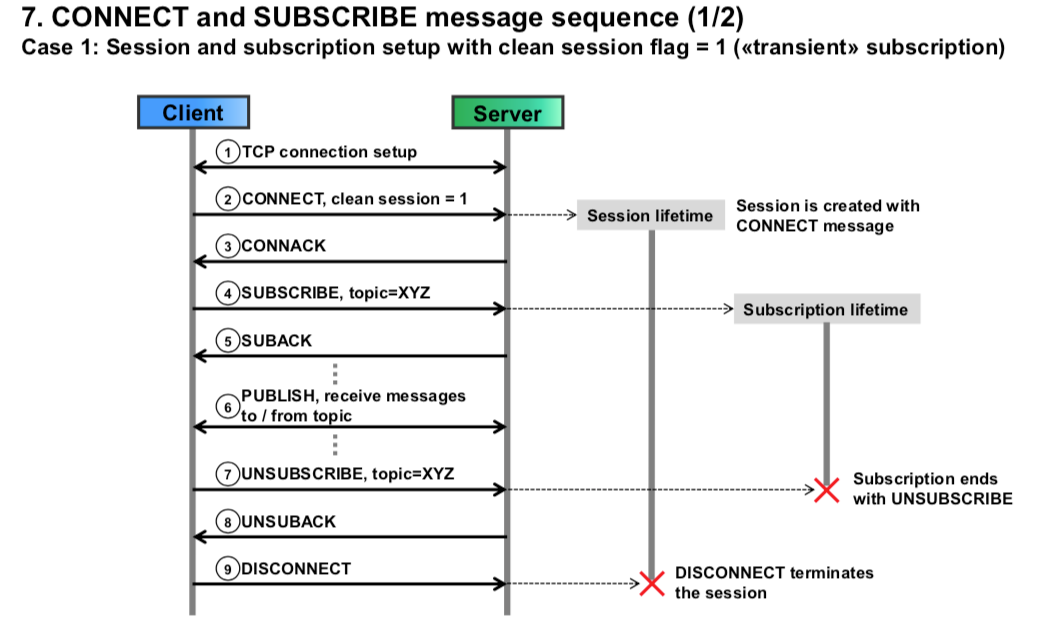 7. CONNECT and SUBSCRIBE message sequence (1/2)
Case 1: Session and subscription setup with clean session flag = 1 («transient» subscription)
Client
Server
1 TCP connection setup
2 CONNECT, clean session = 1
Session lifetime
Session is created with
CONNECT message
3 CONNACK
4 SUBSCRIBE, topic=XYZ
Subscription lifetime
5 SUBACK
6 PUBLISH, receive messages
to / from topic
7 UNSUBSCRIBE, topic=XYZ
Subscription ends
with UNSUBSCRIBE
8 UNSUBACK
9 DISCONNECT
DISCONNECT terminates
the session